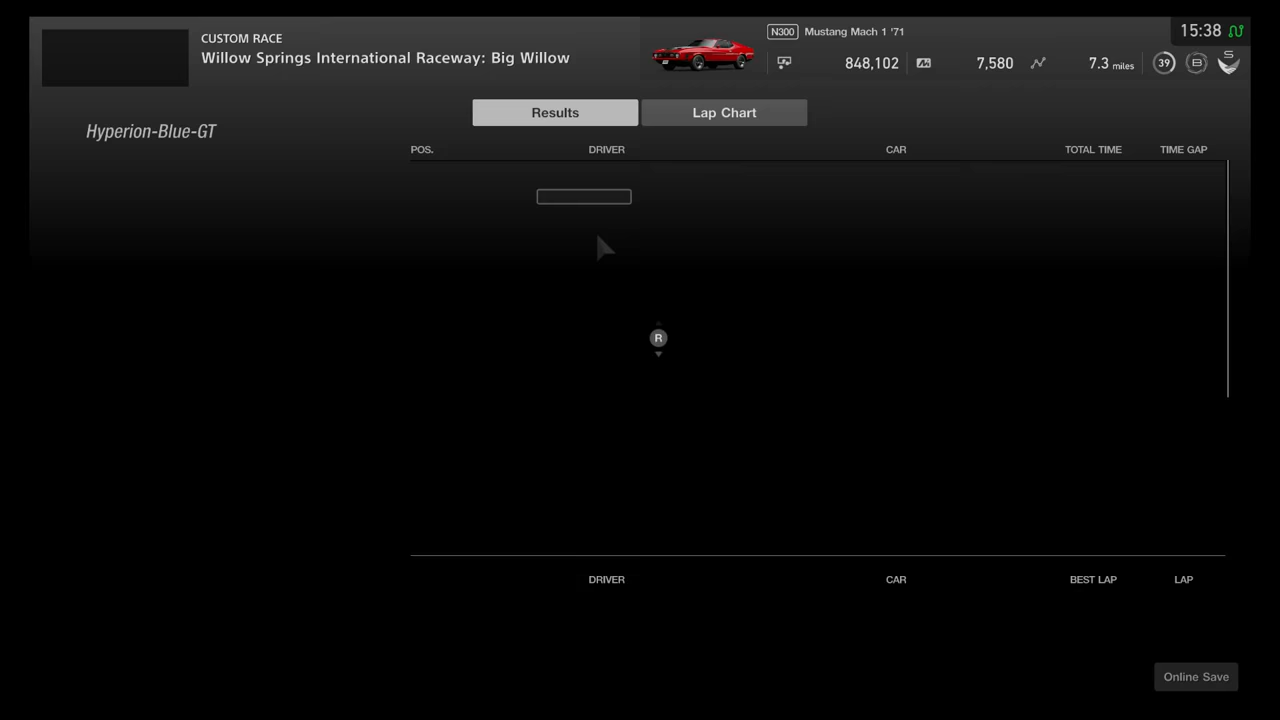 CUSTOM RACE
Willow Springs International Raceway: Big Willow
N300 Mustang Mach 1 '71
848,102 7,580 7.3 miles 39 B S
15:38
Results Lap Chart
Hyperion-Blue-GT
POS. DRIVER CAR TOTAL TIME TIME GAP
R
DRIVER CAR BEST LAP LAP
Online Save